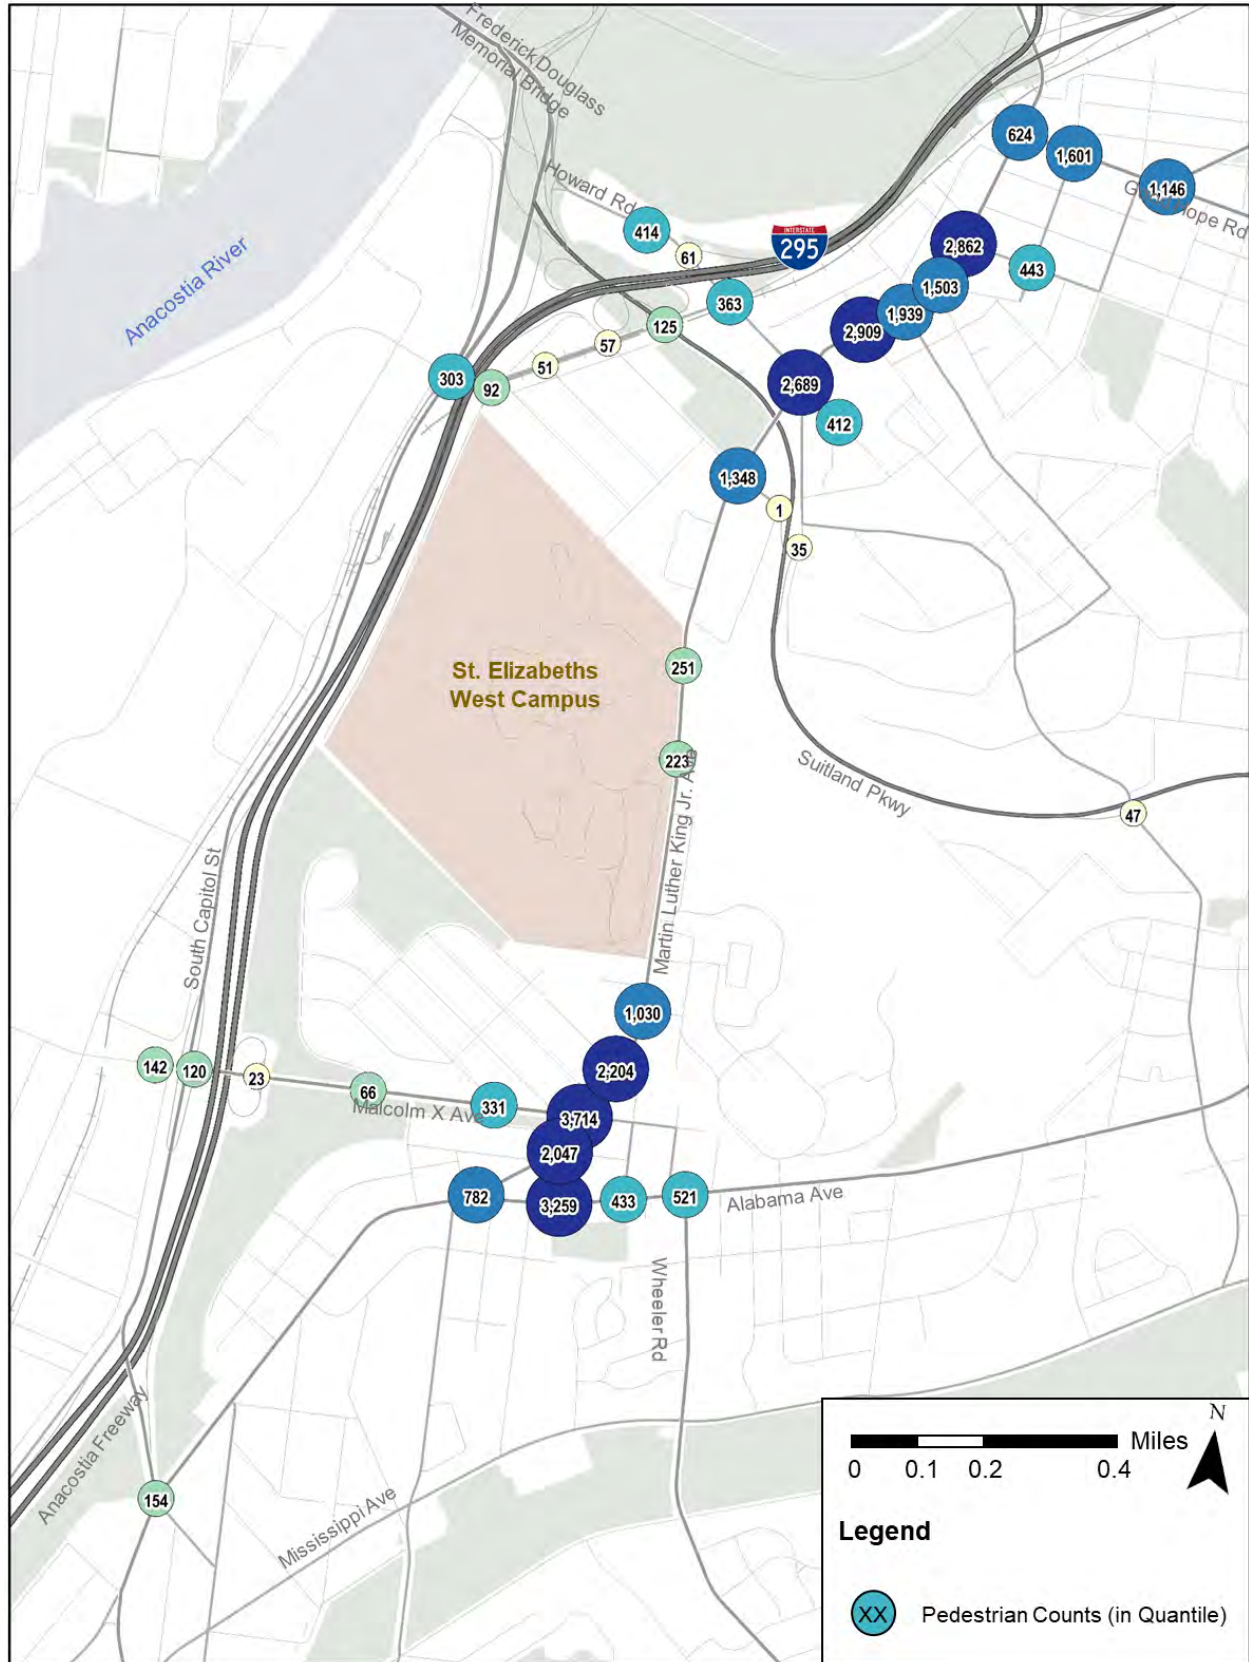 Frederick Douglass
Memorial Bridge
624
1,601
1,146
Hope Rd
Howard Rd
414
61
INTERSTATE
295
2,862
443
Anacostia River
363
1,503
1,939
125
2,909
57
51
303
92
2,689
412
1,348
1
35
St. Elizabeths
West Campus
251
223
Martin Luther King Jr. Ave
Suitland Pkwy
47
South Capitol St
1,030
142
120
23
66
2,204
331
Malcolm X Ave
3,714
2,047
782
3,259
433
521
Alabama Ave
Wheeler Rd
Anacostia Freeway
154
Mississippi Ave
N
Miles
0 0.1 0.2 0.4
Legend
XX Pedestrian Counts (in Quantile)